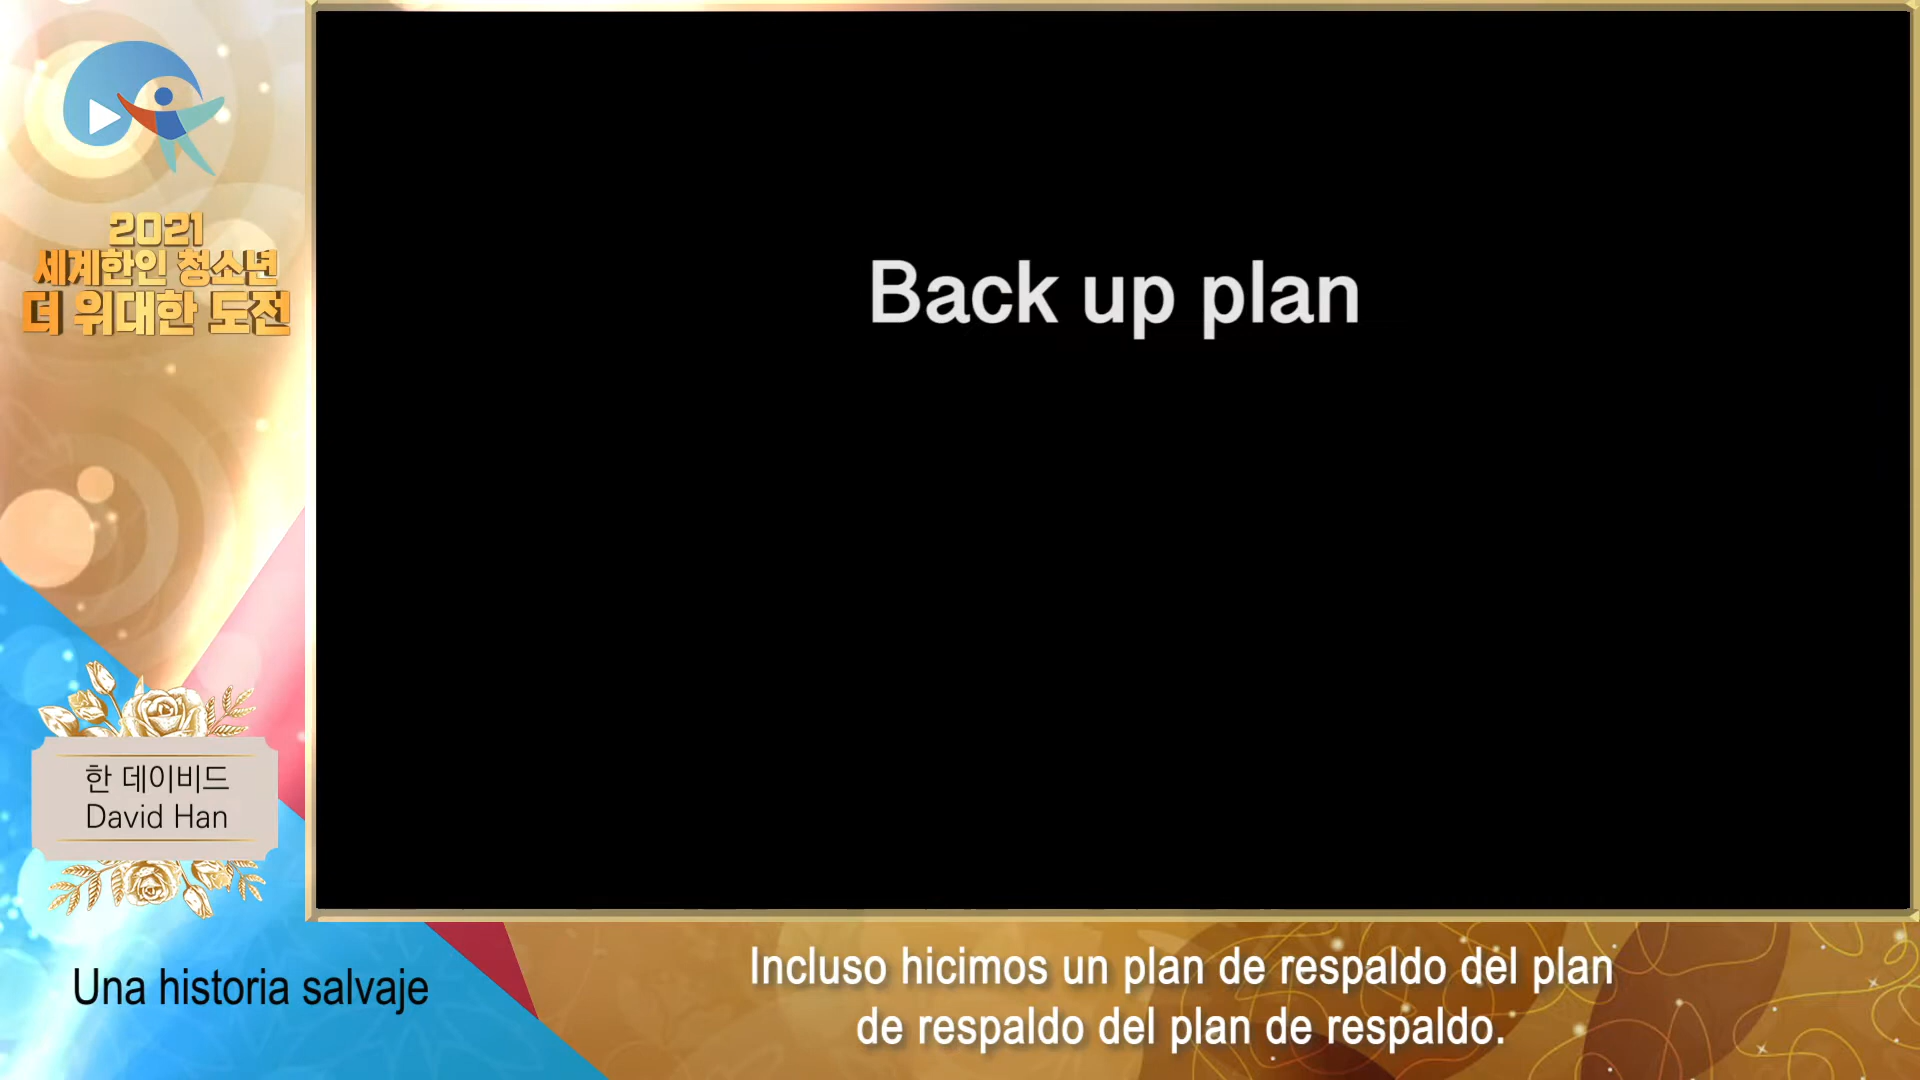 2021
세계한인 청소년
더 위대한 도전
Back up plan
한 데이비드
David Han
Una historia salvaje
Incluso hicimos un plan de respaldo del plan
de respaldo del plan de respaldo.